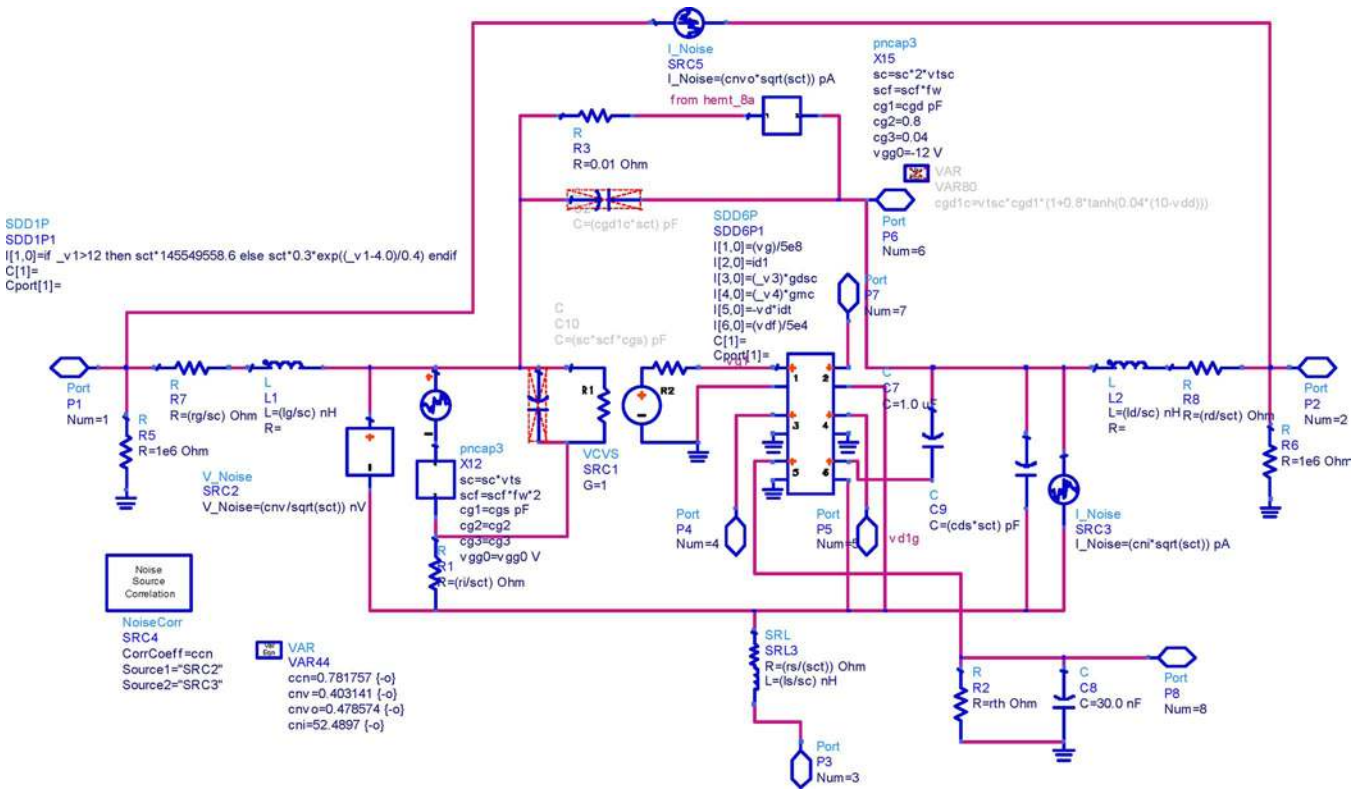 I_Noise
SRC5
I_Noise=(cnvo*sqrt(sct)) pA
from hemt_8a
pncap3
X15
sc=sc*2*vtsc
scf=scf*fw
cg1=cgd pF
cg2=0.8
cg3=0.04
vgg0=-12 V
R
R3
R=0.01 Ohm
VAR
VAR80
cgd1c=vtsc*cgd1*(1+0.8*tanh(0.04*(10-vdd)))
C=(cgd1c*sct) pF
Port
P6
Num=6
SDD1P
SDD1P1
I[1,0]=if _v1>12 then sct*145549558.6 else sct*0.3*exp((_v1-4.0)/0.4) endif
C[1]=
Cport[1]=
SDD6P
SDD6P1
I[1,0]=(vg)/5e8
I[2,0]=id1
I[3,0]=(_v3)*gdsc
I[4,0]=(_v4)*gmc
I[5,0]=-vd*idt
I[6,0]=(vdf)/5e4
C[1]=
Cport[1]=
Port
P7
Num=7
C
C10
C=(sc*scf*cgs) pF
Port
P1
Num=1
R
R7
R=(rg/sc) Ohm
L
L1
L=(lg/sc) nH
R=
R
R5
R=1e6 Ohm
R1
R2
1
2
3
4
5
6
C
C7
C=1.0 uF
L
L2
L=(ld/sc) nH
R=
R
R8
R=(rd/sct) Ohm
Port
P2
Num=2
R
R6
R=1e6 Ohm
V_Noise
SRC2
V_Noise=(cnv/sqrt(sct)) nV
pncap3
X12
sc=sc*vts
scf=scf*fw*2
cg1=cgs pF
cg2=cg2
cg3=cg3
vgg0=vgg0 V
VCVS
SRC1
G=1
R
R1
R=(ri/sct) Ohm
Port
P4
Num=4
Port
P5
Num=5
vd1g
C
C9
C=(cds*sct) pF
I_Noise
SRC3
I_Noise=(cni*sqrt(sct)) pA
Noise
Source
Correlation
NoiseCorr
SRC4
CorrCoeff=ccn
Source1="SRC2"
Source2="SRC3"
Var
Eqn
VAR
VAR44
ccn=0.781757 {-o}
cnv=0.403141 {-o}
cnvo=0.478574 {-o}
cni=52.4897 {-o}
SRL
SRL3
R=(rs/(sct)) Ohm
L=(ls/sc) nH
Port
P3
Num=3
R
R2
R=rth Ohm
C
C8
C=30.0 nF
Port
P8
Num=8